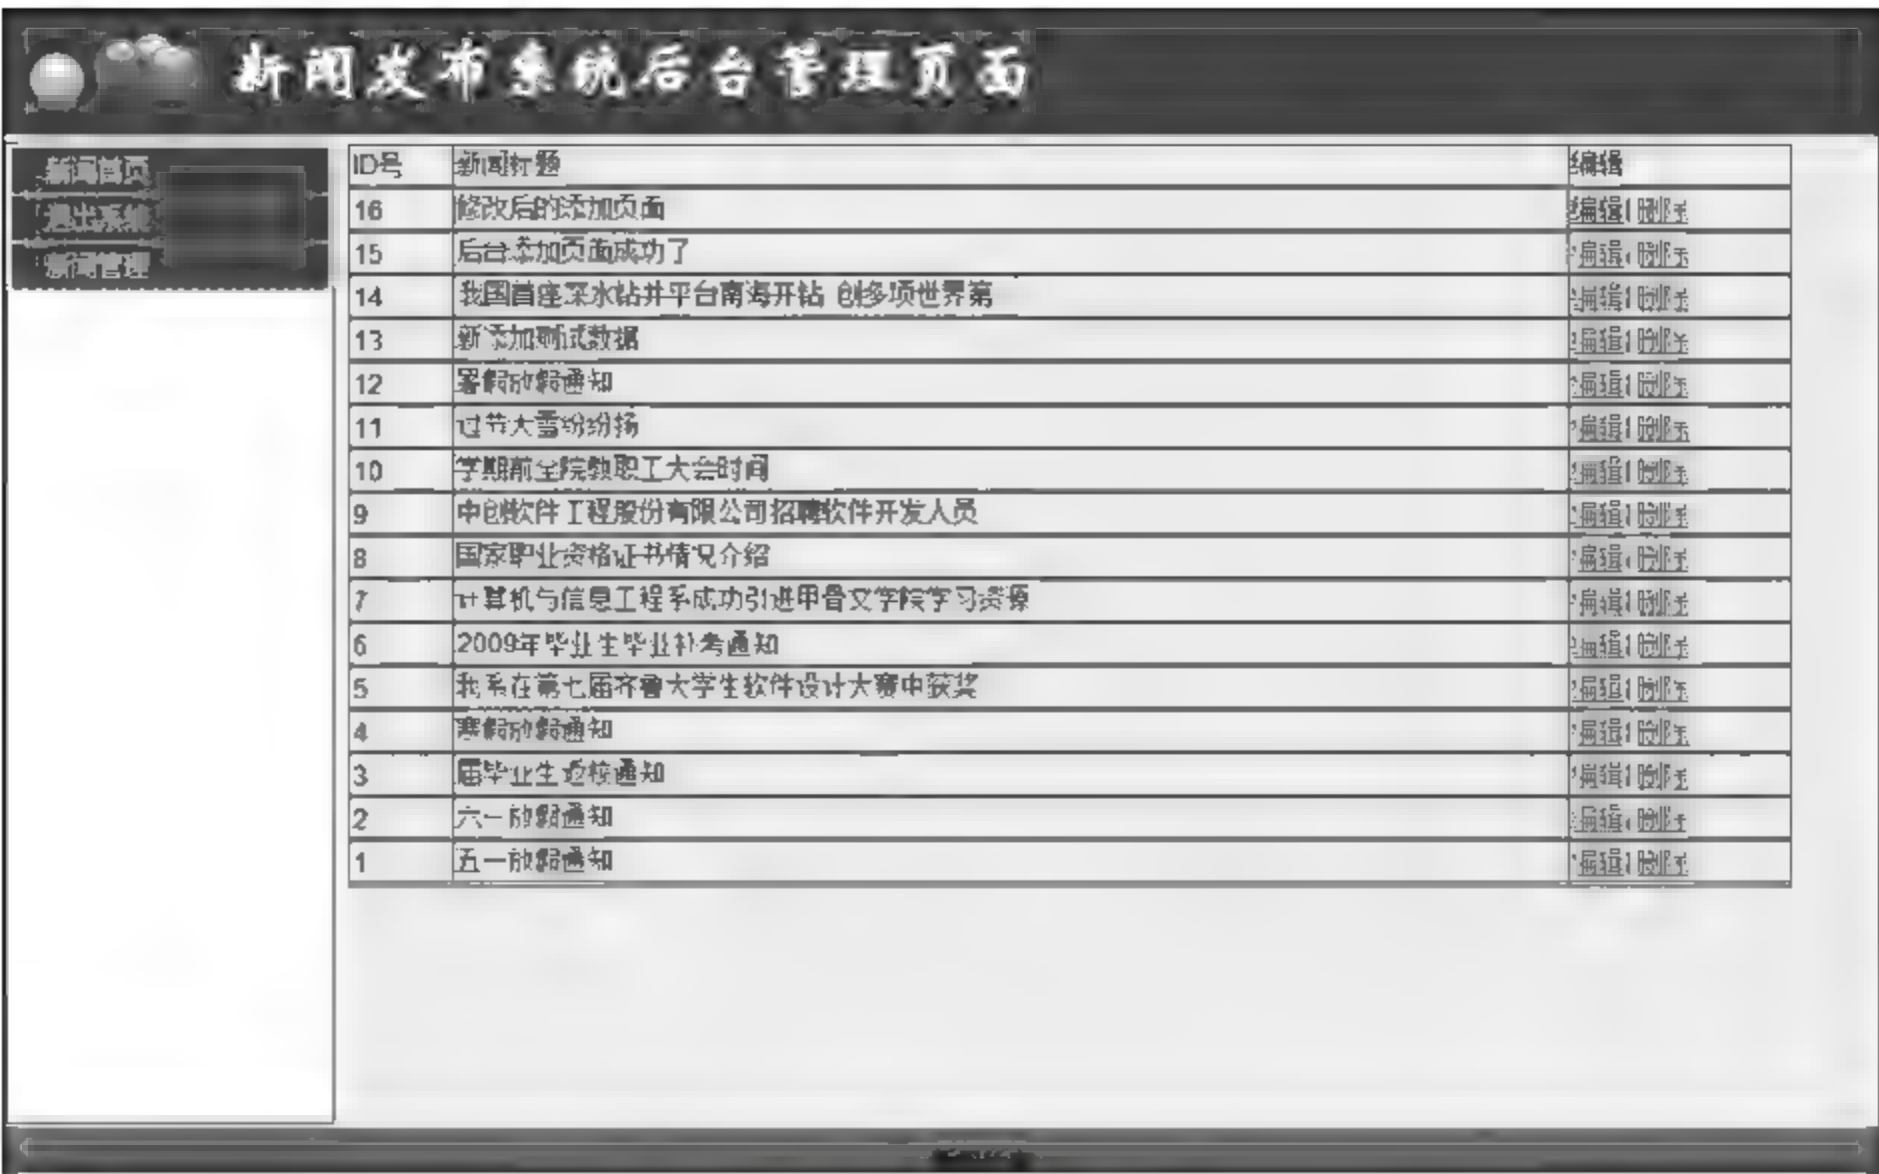 新闻发布系统后台管理页面
新闻首页
退出系统
新闻管理
ID号 新闻标题 编辑
16 修改后的添加页面 编辑 删除
15 后台添加页面成功了 编辑 删除
14 我国首座深水钻井平台南海开钻 创多项世界第 编辑 删除
13 新添加测试数据 编辑 删除
12 暑假放假通知 编辑 删除
11 过节大雪纷纷扬 编辑 删除
10 学期前全院教职工大会时间 编辑 删除
9 中创软件工程股份有限公司招聘软件开发人员 编辑 删除
8 国家职业资格证书情况介绍 编辑 删除
7 计算机与信息工程系成功引进甲骨文学院学习资源 编辑 删除
6 2009年毕业生毕业补考通知 编辑 删除
5 我系在第七届齐鲁大学生软件设计大赛中获奖 编辑 删除
4 寒假放假通知 编辑 删除
3 届毕业生返校通知 编辑 删除
2 六一放假通知 编辑 删除
1 五一放假通知 编辑 删除